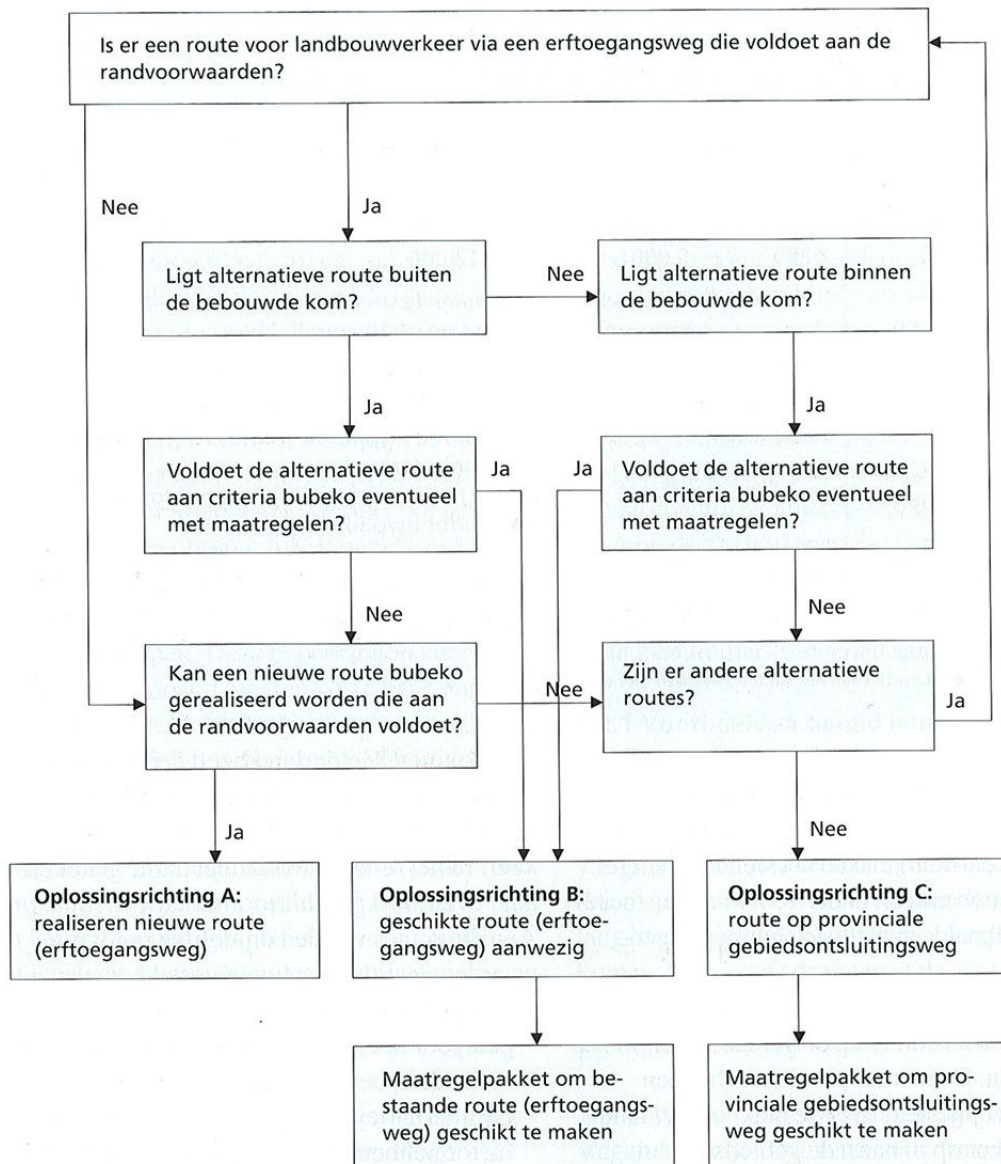 Is er een route voor landbouwverkeer via een erftoegangsweg die voldoet aan de
randvoorwaarden?
Nee
Ja
Ligt alternatieve route buiten
de bebouwde kom?
Nee
Ligt alternatieve route binnen
de bebouwde kom?
Ja
Ja
Voldoet de alternatieve route
aan criteria bubeko eventueel
met maatregelen?
Ja
Ja
Voldoet de alternatieve route
aan criteria bubeko eventueel
met maatregelen?
Nee
Nee
Kan een nieuwe route bubeko
gerealiseerd worden die aan
de randvoorwaarden voldoet?
Nee
Zijn er andere alternatieve
routes?
Ja
Ja
Nee
Oplossingsrichting A:
realiseren nieuwe route
(erftoegangsweg)
Oplossingsrichting B:
geschikte route (erftoe-
gangsweg) aanwezig
Oplossingsrichting C:
route op provinciale
gebiedsontsluitingsweg
Maatregelpakket om be-
staande route (erftoegangs-
weg) geschikt te maken
Maatregelpakket om pro-
vinciale gebiedsontsluitings-
weg geschikt te maken